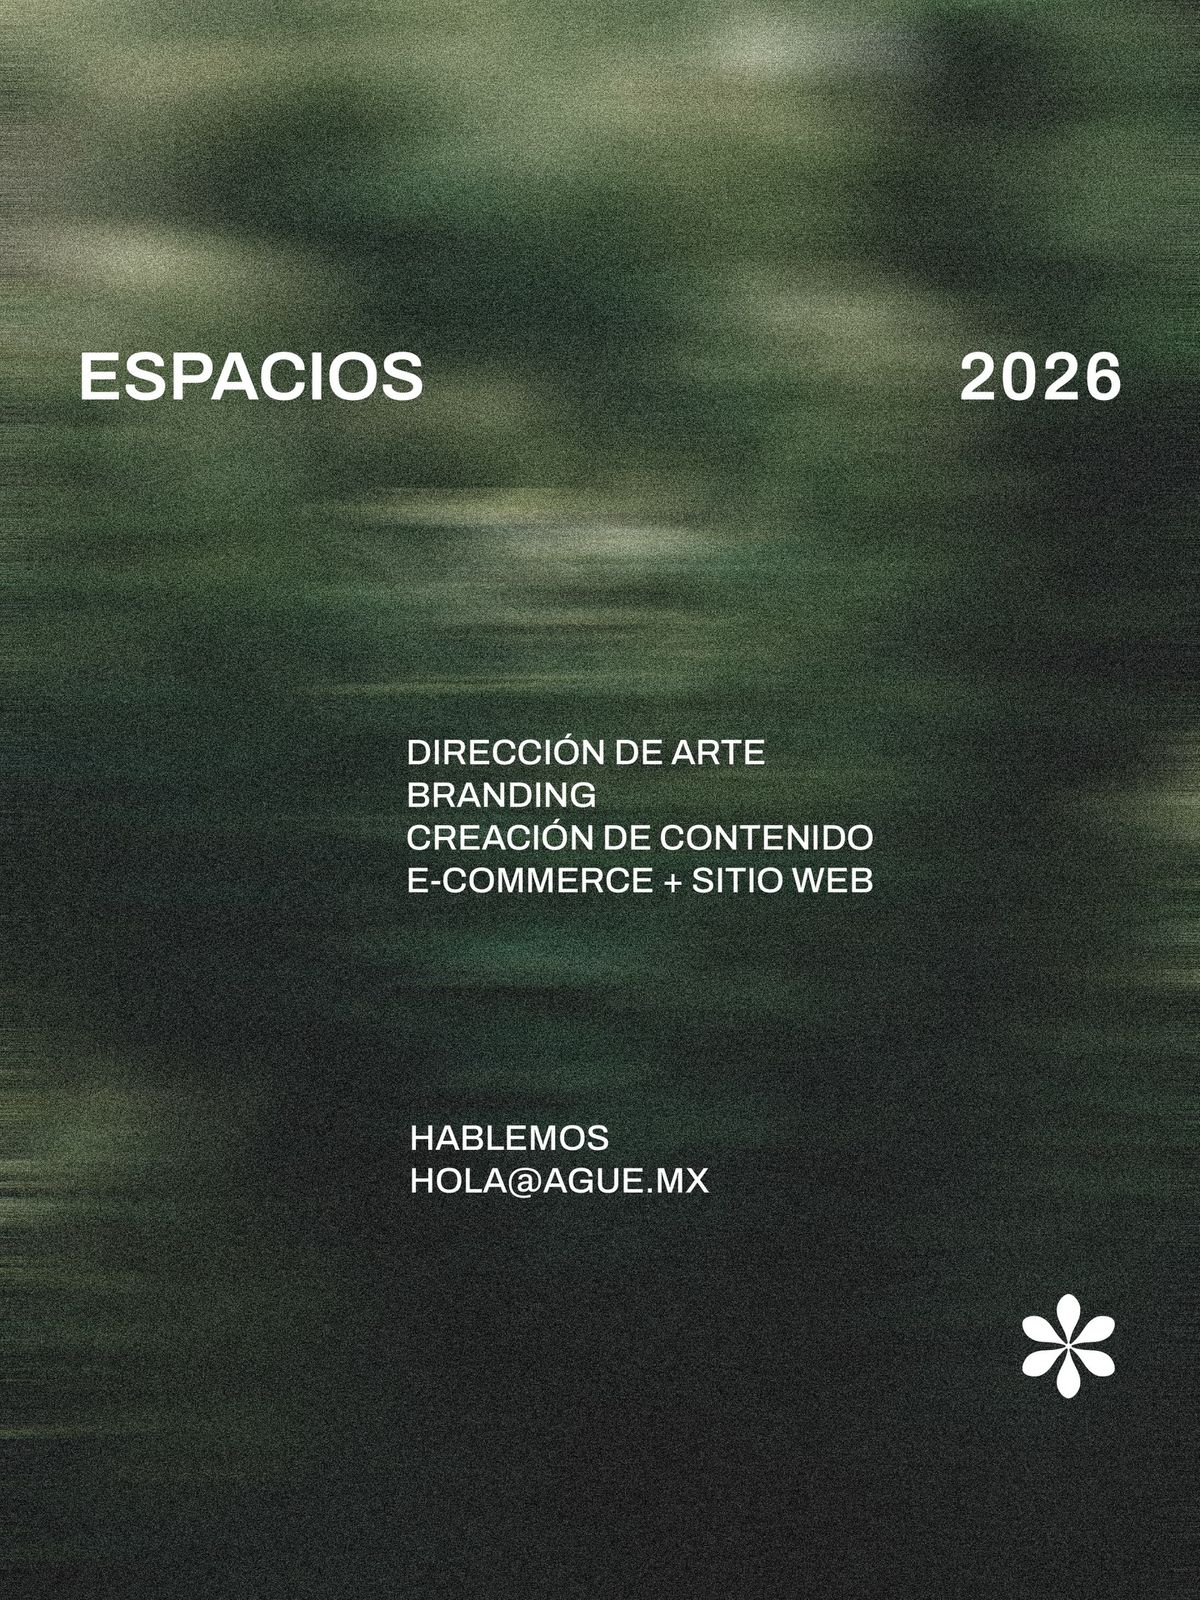 ESPACIOS 2026
DIRECCIÓN DE ARTE
BRANDING
CREACIÓN DE CONTENIDO
E-COMMERCE + SITIO WEB
HABLEMOS
HOLA@AGUE.MX